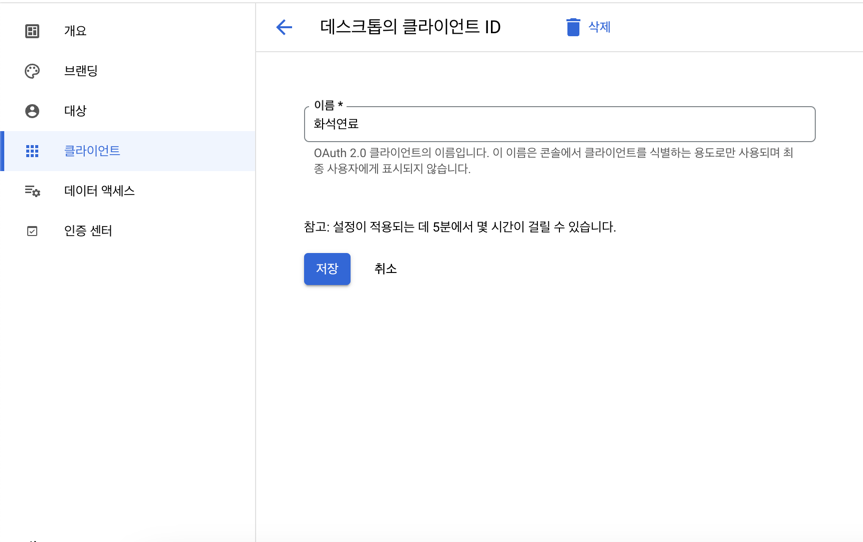 개요
브랜딩
대상
클라이언트
데이터 액세스
인증 센터
데스크톱의 클라이언트 ID
삭제
이름 *
화석연료
OAuth 2.0 클라이언트의 이름입니다. 이 이름은 콘솔에서 클라이언트를 식별하는 용도로만 사용되며 최
종 사용자에게 표시되지 않습니다.
참고: 설정이 적용되는 데 5분에서 몇 시간이 걸릴 수 있습니다.
저장
취소